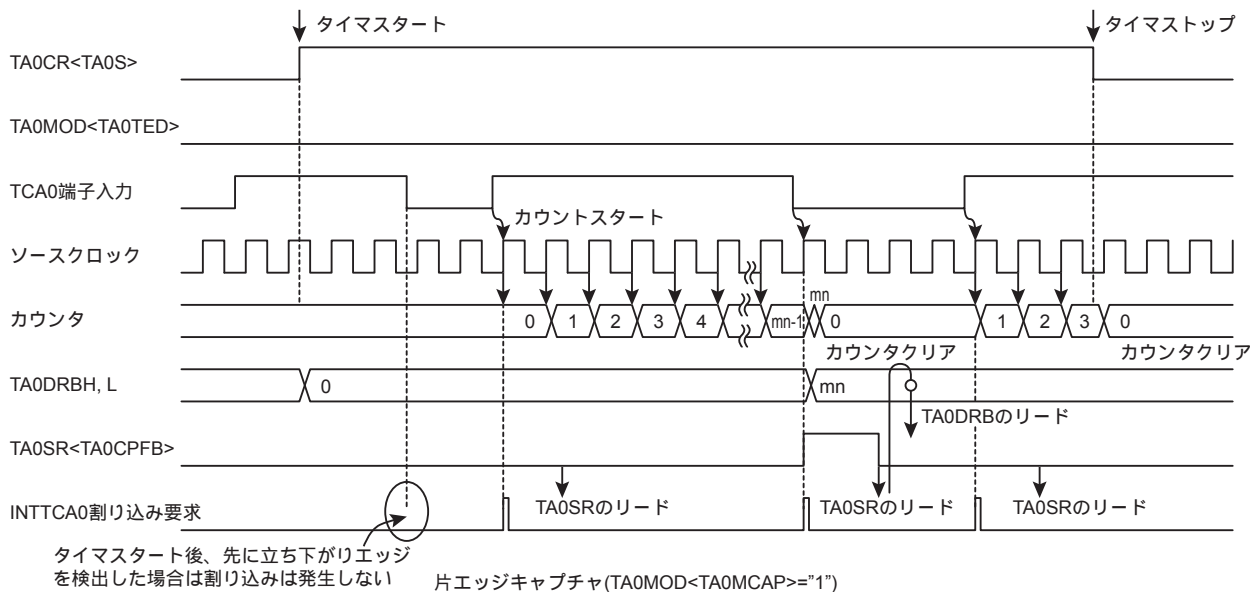 タイマスタート
タイマストップ
TA0CR<TA0S>
TA0MOD<TA0TED>
TCA0端子入力
カウントスタート
ソースクロック
mn
カウンタ
0 1 2 3 4 mn-1 0 1 2 3 0
カウンタクリア
カウンタクリア
TA0DRBH, L
0 mn
TA0DRBのリード
TA0SR<TA0CPFB>
TA0SRのリード TA0SRのリード TA0SRのリード
INTTCA0割り込み要求
タイマスタート後、先に立ち下がりエッジ
を検出した場合は割り込みは発生しない
片エッジキャプチャ(TA0MOD<TA0MCAP>="1")